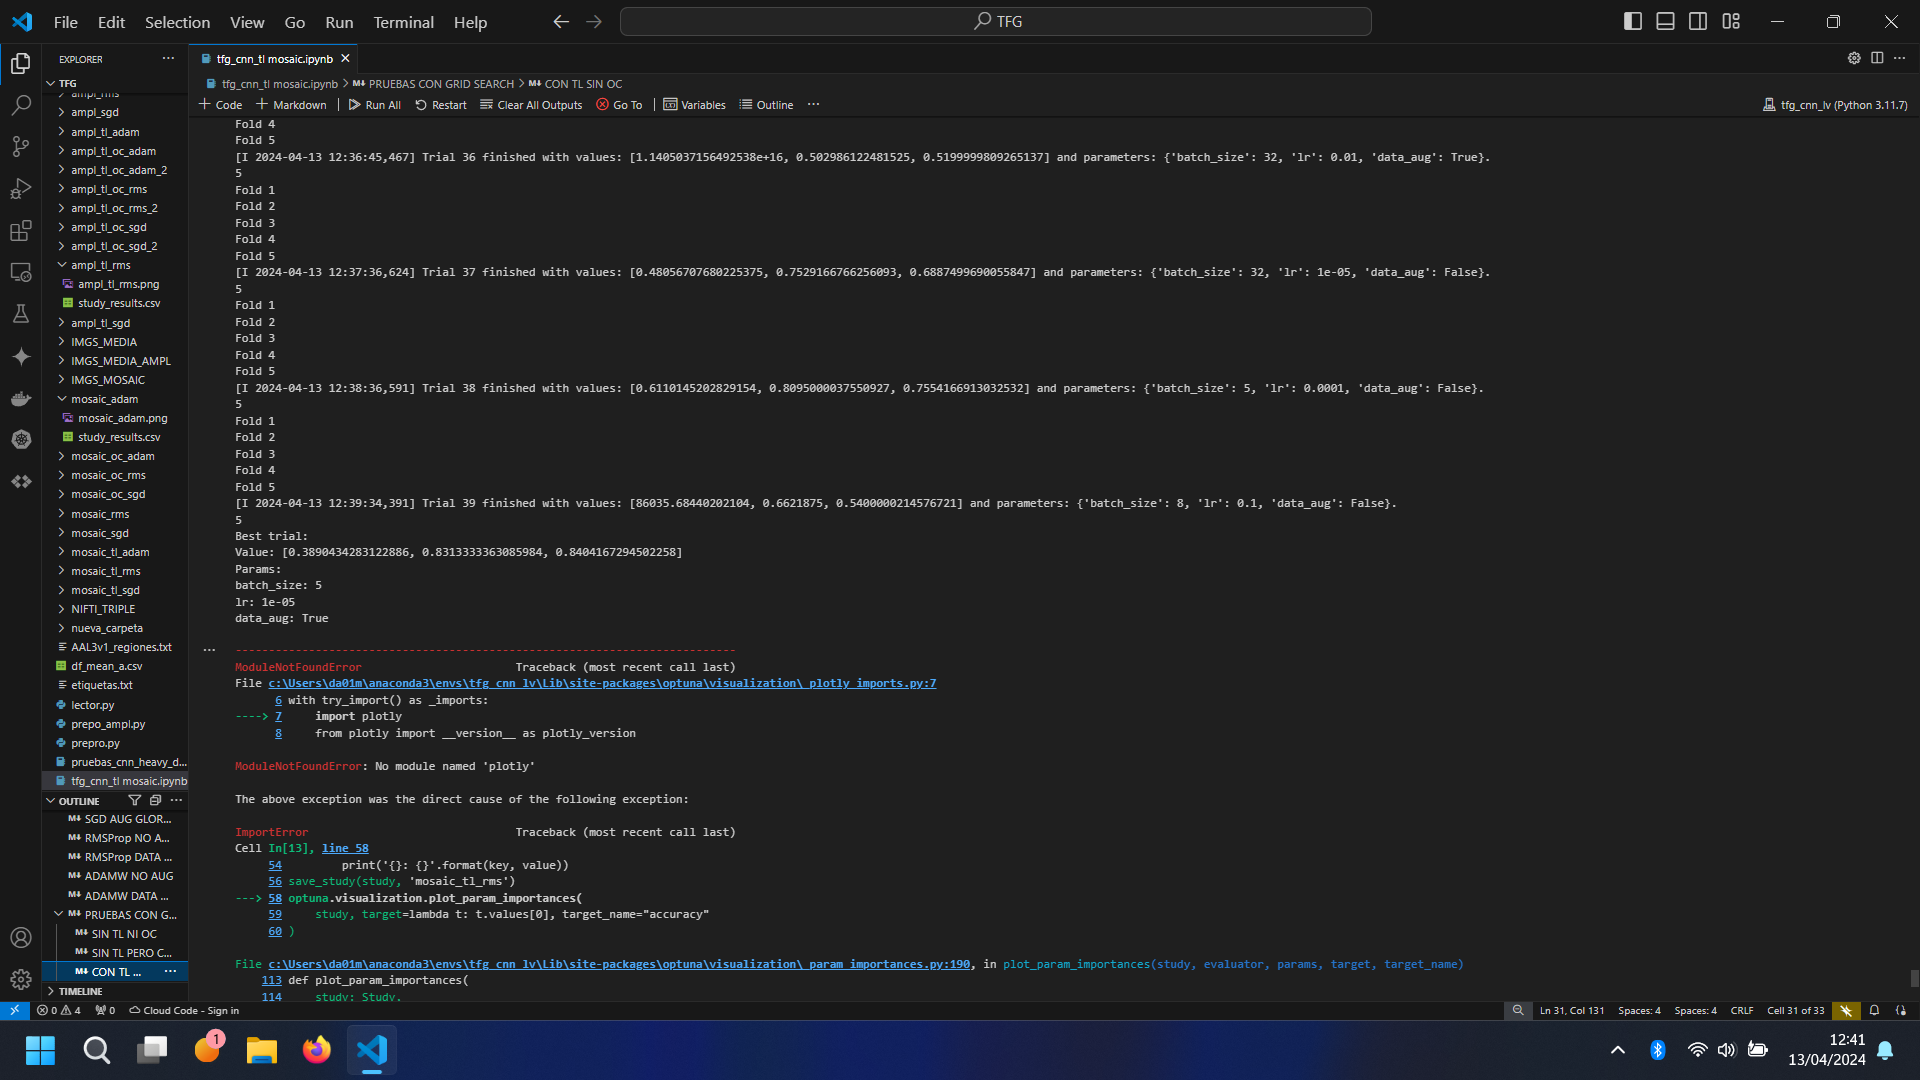 File Edit Selection View Go Run Terminal Help
TFG
EXPLORER
tfg_cnn_tl mosaic.ipynb
TFG
tfg_cnn_tl mosaic.ipynb > PRUEBAS CON GRID SEARCH > CON TL SIN OC
Code Markdown Run All Restart Clear All Outputs Go To Variables Outline
tfg_cnn_lv (Python 3.11.7)
ampl_rms
ampl_sgd
ampl_tl_adam
ampl_tl_oc_adam
ampl_tl_oc_adam_2
ampl_tl_oc_rms
ampl_tl_oc_rms_2
ampl_tl_oc_sgd
ampl_tl_oc_sgd_2
ampl_tl_rms
ampl_tl_rms.png
study_results.csv
ampl_tl_sgd
IMGS_MEDIA
IMGS_MEDIA_AMPL
IMGS_MOSAIC
mosaic_adam
mosaic_adam.png
study_results.csv
mosaic_oc_adam
mosaic_oc_rms
mosaic_oc_sgd
mosaic_rms
mosaic_sgd
mosaic_tl_adam
mosaic_tl_rms
mosaic_tl_sgd
NIFTI_TRIPLE
nueva_carpeta
AAL3v1_regiones.txt
df_mean_a.csv
etiquetas.txt
lector.py
prepo_ampl.py
prepro.py
pruebas_cnn_heavy_d...
tfg_cnn_tl mosaic.ipynb
OUTLINE
SGD AUG GLOR...
RMSProp NO A...
RMSProp DATA ...
ADAMW NO AUG
ADAMW DATA ...
PRUEBAS CON G...
SIN TL NI OC
SIN TL PERO C...
CON TL ...
TIMELINE
Fold 4
Fold 5
[I 2024-04-13 12:36:45,467] Trial 36 finished with values: [1.1405037156492538e+16, 0.502986122481525, 0.5199999809265137] and parameters: {'batch_size': 32, 'lr': 0.01, 'data_aug': True}.
5
Fold 1
Fold 2
Fold 3
Fold 4
Fold 5
[I 2024-04-13 12:37:36,624] Trial 37 finished with values: [0.48056707680225375, 0.7529166766256093, 0.6887499690055847] and parameters: {'batch_size': 32, 'lr': 1e-05, 'data_aug': False}.
5
Fold 1
Fold 2
Fold 3
Fold 4
Fold 5
[I 2024-04-13 12:38:36,591] Trial 38 finished with values: [0.6110145202829154, 0.8095000037550927, 0.7554166913032532] and parameters: {'batch_size': 5, 'lr': 0.0001, 'data_aug': False}.
5
Fold 1
Fold 2
Fold 3
Fold 4
Fold 5
[I 2024-04-13 12:39:34,391] Trial 39 finished with values: [86035.68440202104, 0.6621875, 0.5400000214576721] and parameters: {'batch_size': 8, 'lr': 0.1, 'data_aug': False}.
5
Best trial:
Value: [0.3890434283122886, 0.8313333363085984, 0.8404167294502258]
Params:
batch_size: 5
lr: 1e-05
data_aug: True
---------------------------------------------------------------------------
ModuleNotFoundError Traceback (most recent call last)
File c:\Users\da01m\anaconda3\envs\tfg_cnn_lv\Lib\site-packages\optuna\visualization\_plotly_imports.py:7
6 with try_import() as _imports:
----> 7 import plotly
8 from plotly import __version__ as plotly_version
ModuleNotFoundError: No module named 'plotly'
The above exception was the direct cause of the following exception:
ImportError Traceback (most recent call last)
Cell In[13], line 58
54 print('{}: {}'.format(key, value))
56 save_study(study, 'mosaic_tl_rms')
---> 58 optuna.visualization.plot_param_importances(
59 study, target=lambda t: t.values[0], target_name="accuracy"
60 )
File c:\Users\da01m\anaconda3\envs\tfg_cnn_lv\Lib\site-packages\optuna\visualization\_param_importances.py:190, in plot_param_importances(study, evaluator, params, target, target_name)
113 def plot_param_importances(
114 study: Study,
0 4 0 Cloud Code - Sign in
Ln 31, Col 131 Spaces: 4 Spaces: 4 CRLF Cell 31 of 33
1
12:41
13/04/2024